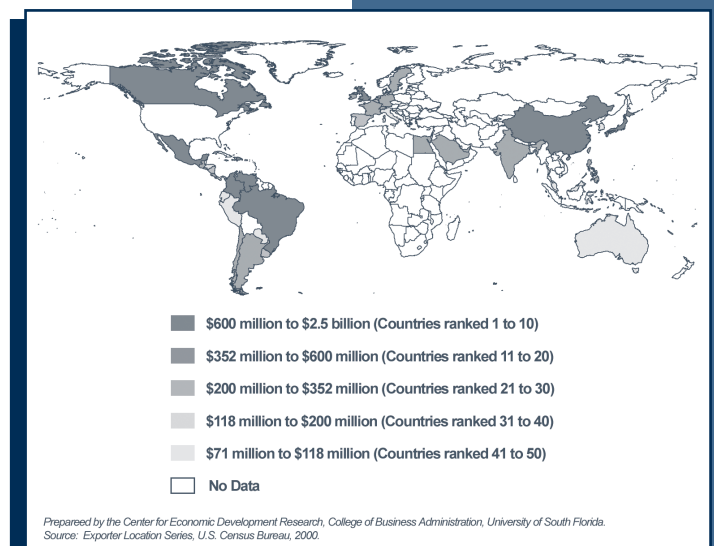 $600 million to $2.5 billion (Countries ranked 1 to 10)
$352 million to $600 million (Countries ranked 11 to 20)
$200 million to $352 million (Countries ranked 21 to 30)
$118 million to $200 million (Countries ranked 31 to 40)
$71 million to $118 million (Countries ranked 41 to 50)
No Data
Prepareed by the Center for Economic Development Research, College of Business Administration, University of South Florida.
Source: Exporter Location Series, U.S. Census Bureau, 2000.